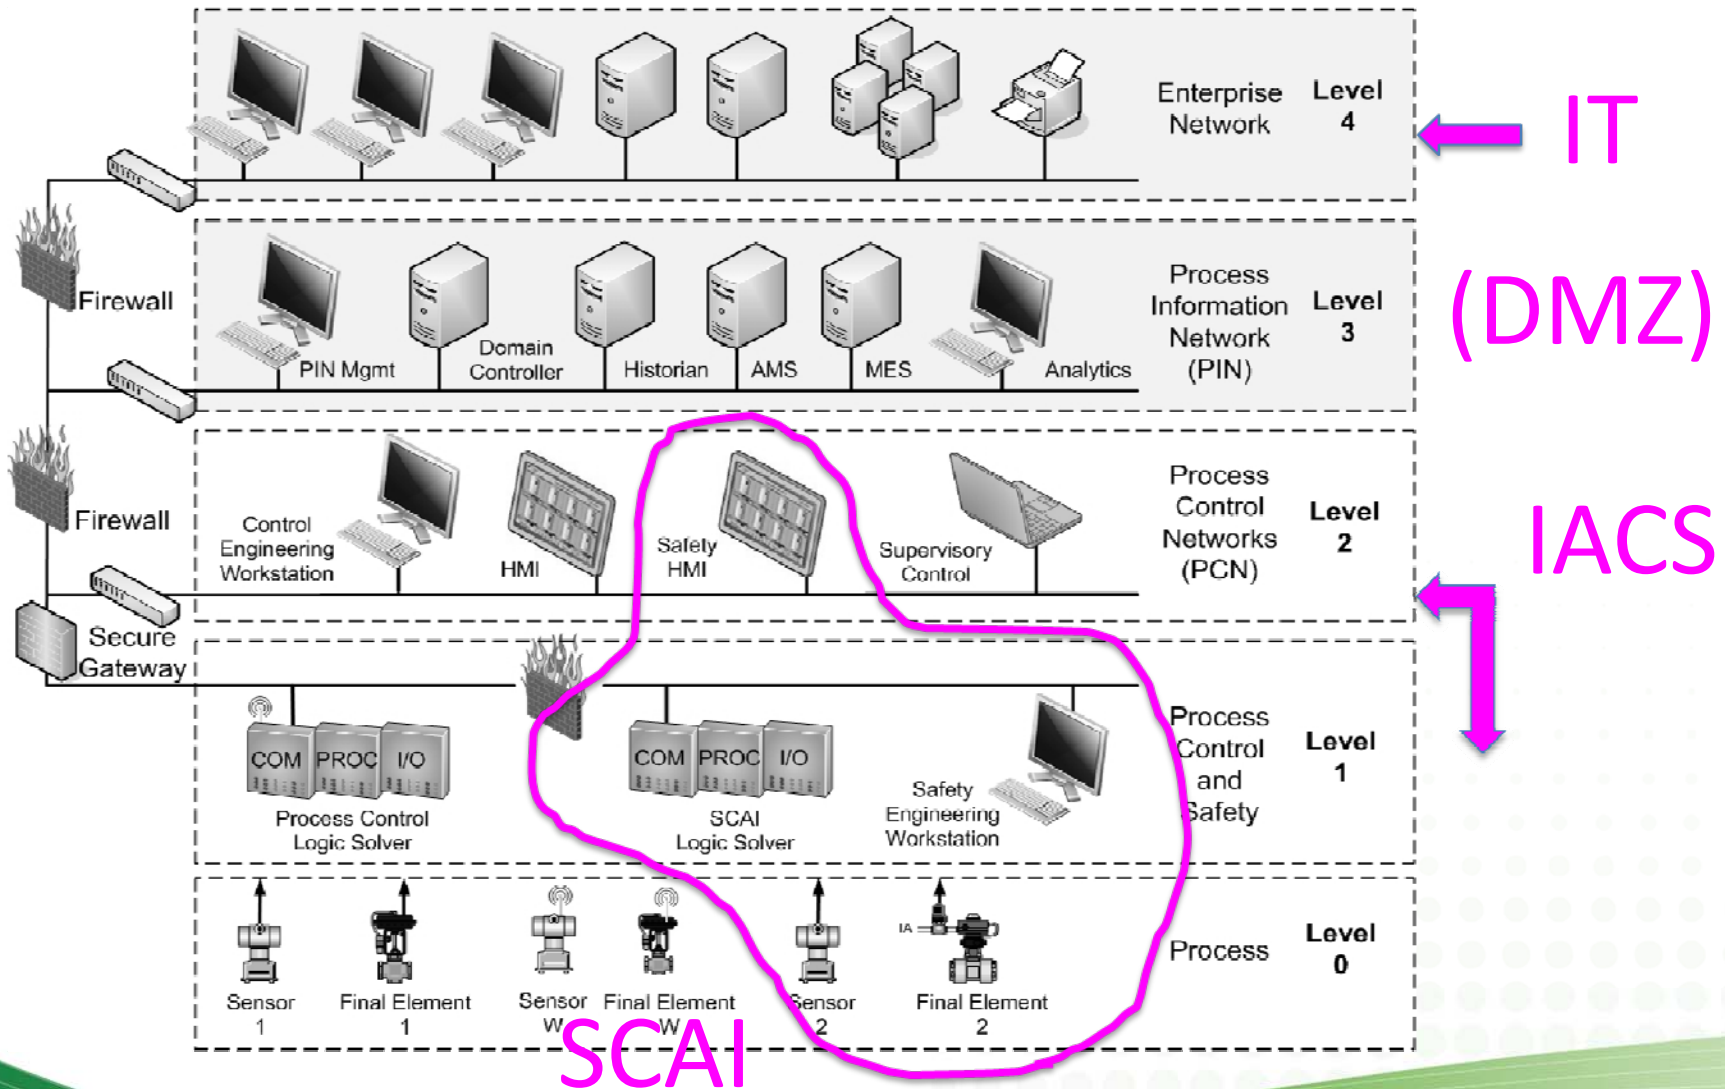 Enterprise
Network
Level
4
IT
Firewall
PIN Mgmt
Domain
Controller
Historian
AMS
MES
Analytics
Process
Information
Network
(PIN)
Level
3
(DMZ)
Firewall
Control
Engineering
Workstation
HMI
Safety
HMI
Supervisory
Control
Process
Control
Networks
(PCN)
Level
2
IACS
Secure
Gateway
COM PROC I/O
Process Control
Logic Solver
COM PROC I/O
SCAI
Logic Solver
Safety
Engineering
Workstation
Process
Control
and
Safety
Level
1
Sensor
1
Final Element
1
Sensor
W
Final Element
W
Sensor
2
IA
Final Element
2
Process
Level
0
SCAI